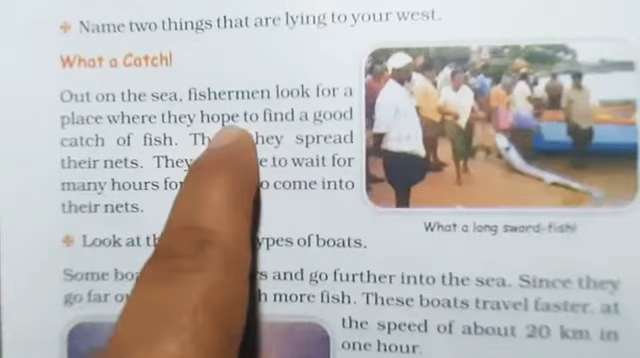 Name two things that are lying to your west.
What a Catch!
Out on the sea, fishermen look for a
place where they hope to find a good
catch of fish. Th hey spread
their nets. They e to wait for
many hours for o come into
their nets.
What a long sword-fish!
Look at th ypes of boats.
Some boa s and go further into the sea. Since they
go far o h more fish. These boats travel faster, at
the speed of about 20 km in
one hour.